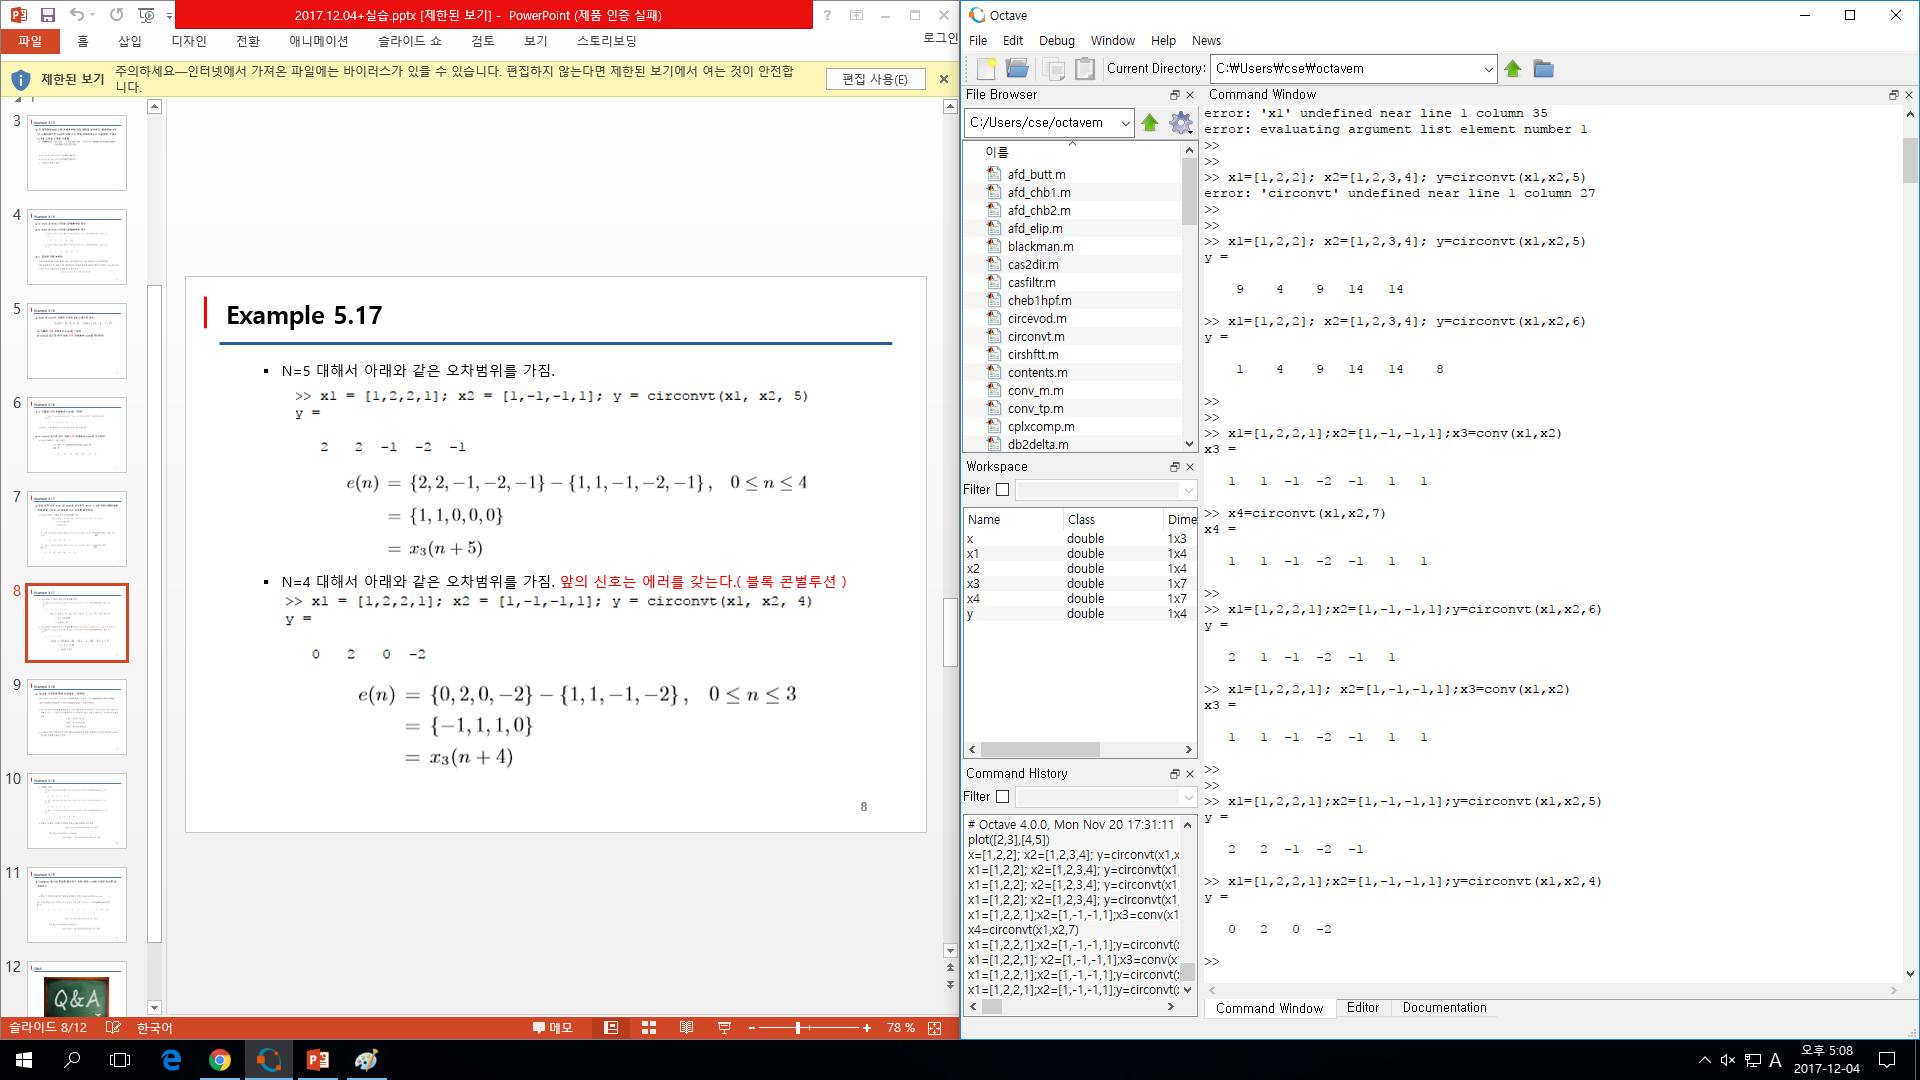 2017.12.04+실습.pptx [제한된 보기] - PowerPoint (제품 인증 실패)
파일 홈 삽입 디자인 전환 애니메이션 슬라이드 쇼 검토 보기 스토리보딩 로그인
제한된 보기 주의하세요—인터넷에서 가져온 파일에는 바이러스가 있을 수 있습니다. 편집하지 않는다면 제한된 보기에서 여는 것이 안전합
니다.
편집 사용(E)
3
4
5
6
7
8
9
10
11
12
Q&A
Example 5.17
▪ N=5 대해서 아래와 같은 오차범위를 가짐.
>> x1 = [1,2,2,1]; x2 = [1,-1,-1,1]; y = circonvt(x1, x2, 5)
y =
2 2 -1 -2 -1
e(n) = {2, 2, −1, −2, −1} − {1, 1, −1, −2, −1}, 0 ≤ n ≤ 4
= {1, 1, 0, 0, 0}
= x₃(n + 5)
▪ N=4 대해서 아래와 같은 오차범위를 가짐. 앞의 신호는 에러를 갖는다.( 블록 콘벌루션 )
>> x1 = [1,2,2,1]; x2 = [1,-1,-1,1]; y = circonvt(x1, x2, 4)
y =
0 2 0 -2
e(n) = {0, 2, 0, −2} − {1, 1, −1, −2}, 0 ≤ n ≤ 3
= {−1, 1, 1, 0}
= x₃(n + 4)
8
슬라이드 8/12 한국어 메모 78 %
Octave
File Edit Debug Window Help News
Current Directory: C:₩Users₩cse₩octavem
File Browser
C:/Users/cse/octavem
이름
afd_butt.m
afd_chb1.m
afd_chb2.m
afd_elip.m
blackman.m
cas2dir.m
casfiltr.m
cheb1hpf.m
circevod.m
circonvt.m
cirshftt.m
contents.m
conv_m.m
conv_tp.m
cplxcomp.m
db2delta.m
Workspace
Filter
Name Class Dime
x double 1x3
x1 double 1x4
x2 double 1x4
x3 double 1x7
x4 double 1x7
y double 1x4
Command History
Filter
# Octave 4.0.0, Mon Nov 20 17:31:11
plot([2,3],[4,5])
x=[1,2,2]; x2=[1,2,3,4]; y=circonvt(x1,x
x1=[1,2,2]; x2=[1,2,3,4]; y=circonvt(x1,
x1=[1,2,2]; x2=[1,2,3,4]; y=circonvt(x1,
x1=[1,2,2]; x2=[1,2,3,4]; y=circonvt(x1,
x1=[1,2,2,1];x2=[1,-1,-1,1];x3=conv(x1
x4=circonvt(x1,x2,7)
x1=[1,2,2,1];x2=[1,-1,-1,1];y=circonvt(x
x1=[1,2,2,1]; x2=[1,-1,-1,1];x3=conv(x
x1=[1,2,2,1];x2=[1,-1,-1,1];y=circonvt(x
x1=[1,2,2,1];x2=[1,-1,-1,1];y=circonvt(x
Command Window
error: 'x1' undefined near line 1 column 35
error: evaluating argument list element number 1
>>
>>
>> x1=[1,2,2]; x2=[1,2,3,4]; y=circonvt(x1,x2,5)
error: 'circonvt' undefined near line 1 column 27
>>
>>
>> x1=[1,2,2]; x2=[1,2,3,4]; y=circonvt(x1,x2,5)
y =
9 4 9 14 14
>> x1=[1,2,2]; x2=[1,2,3,4]; y=circonvt(x1,x2,6)
y =
1 4 9 14 14 8
>>
>>
>> x1=[1,2,2,1];x2=[1,-1,-1,1];x3=conv(x1,x2)
x3 =
1 1 -1 -2 -1 1 1
>> x4=circonvt(x1,x2,7)
x4 =
1 1 -1 -2 -1 1 1
>>
>> x1=[1,2,2,1];x2=[1,-1,-1,1];y=circonvt(x1,x2,6)
y =
2 1 -1 -2 -1 1
>> x1=[1,2,2,1]; x2=[1,-1,-1,1];x3=conv(x1,x2)
x3 =
1 1 -1 -2 -1 1 1
>>
>>
>> x1=[1,2,2,1];x2=[1,-1,-1,1];y=circonvt(x1,x2,5)
y =
2 2 -1 -2 -1
>> x1=[1,2,2,1];x2=[1,-1,-1,1];y=circonvt(x1,x2,4)
y =
0 2 0 -2
>>
Command Window Editor Documentation
A
오후 5:08
2017-12-04